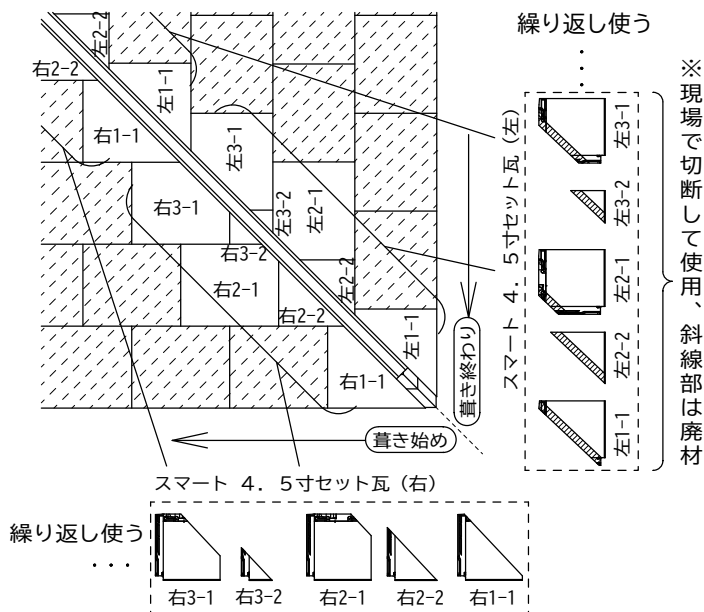 繰り返し使う
・・・
左2-2
右2-2
左1-1
右1-1
左3-1
右3-1
左3-2
左2-1
右3-2
右2-1
左2-2
右2-2
左1-1
右1-1
葺き終わり
葺き始め
スマート 4．5寸セット瓦（左）
左3-1
左3-2
左2-1
左2-2
左1-1
※現場で切断して使用、斜線部は廃材
スマート 4．5寸セット瓦（右）
繰り返し使う
・・・
右3-1
右3-2
右2-1
右2-2
右1-1